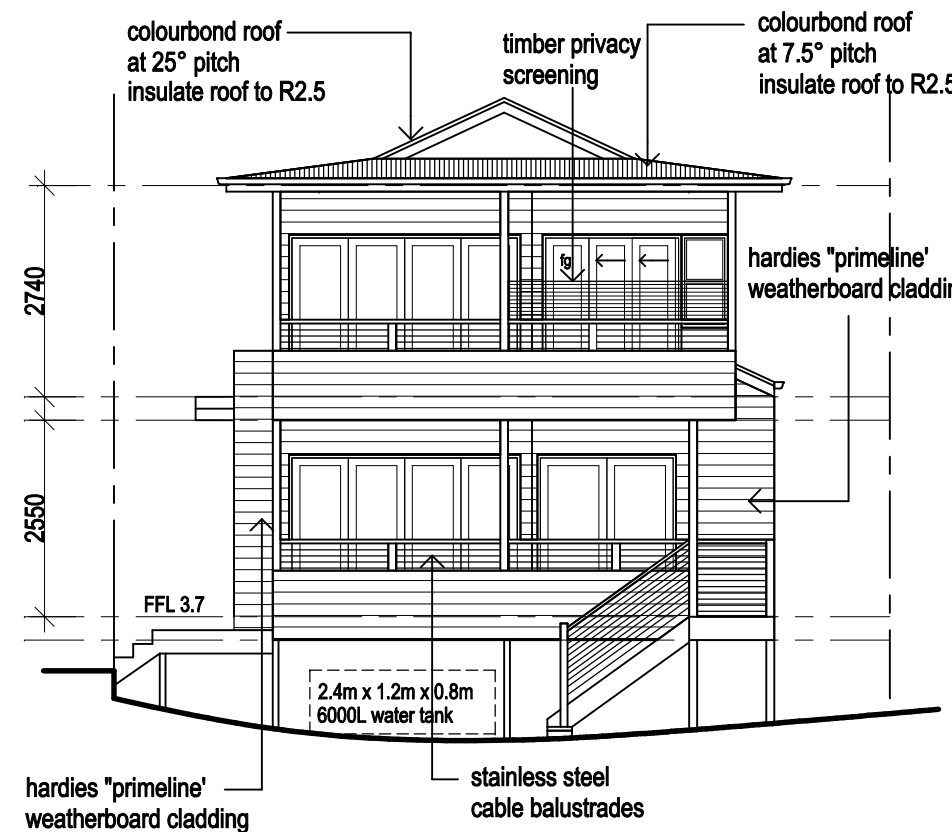 colourbond roof
at 25° pitch
insulate roof to R2.5
timber privacy
screening
colourbond roof
at 7.5° pitch
insulate roof to R2.5
2740
fg
hardies "primeline'
weatherboard claddin
2550
FFL 3.7
2.4m x 1.2m x 0.8m
6000L water tank
hardies "primeline'
weatherboard cladding
stainless steel
cable balustrades